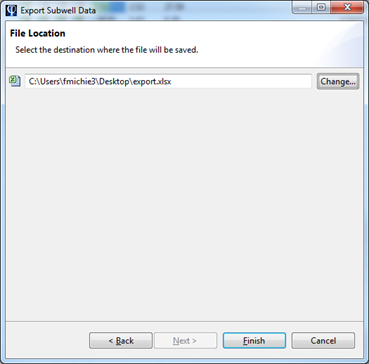 Export Subwell Data
File Location
Select the destination where the file will be saved.
C:\Users\fmichie3\Desktop\export.xlsx
Change...
< Back
Next >
Finish
Cancel